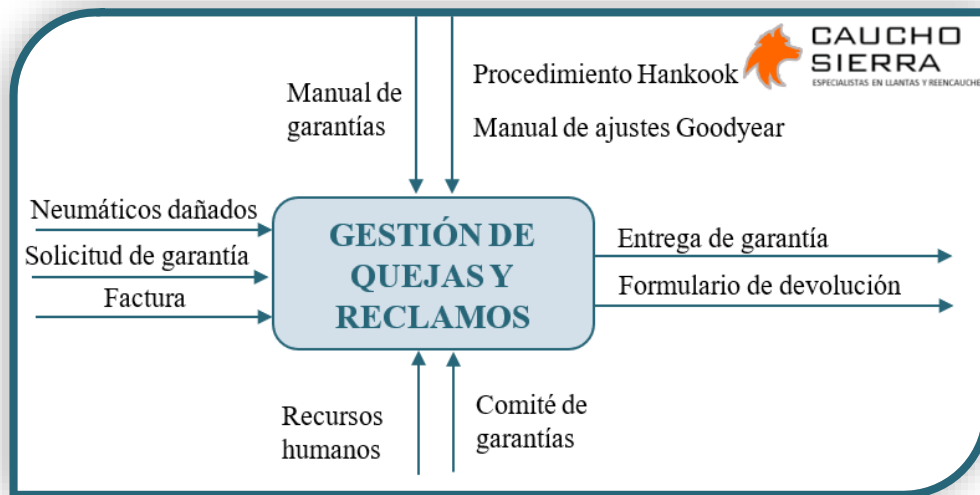 CAUCHO
SIERRA
ESPECIALISTAS EN LLANTAS Y REENCAUCHE
Manual de
garantías
Procedimiento Hankook
Manual de ajustes Goodyear
Neumáticos dañados
Solicitud de garantía
Factura
GESTIÓN DE
QUEJAS Y
RECLAMOS
Entrega de garantía
Formulario de devolución
Recursos
humanos
Comité de
garantías